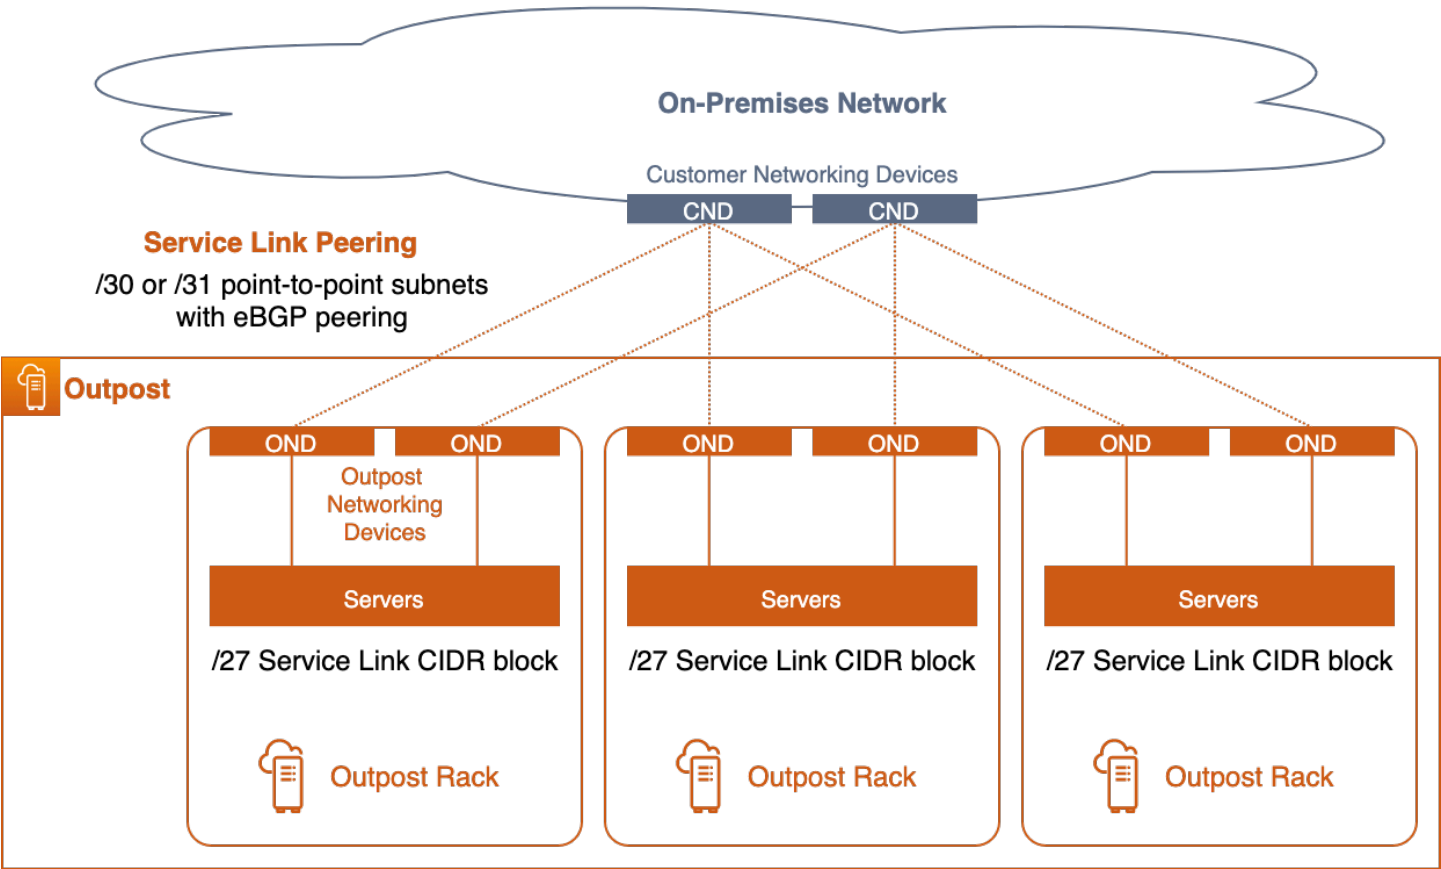 On-Premises Network
Customer Networking Devices
CND CND
Service Link Peering
/30 or /31 point-to-point subnets
with eBGP peering
Outpost
OND OND OND OND OND OND
Outpost
Networking
Devices
Servers Servers Servers
/27 Service Link CIDR block /27 Service Link CIDR block /27 Service Link CIDR block
Outpost Rack Outpost Rack Outpost Rack